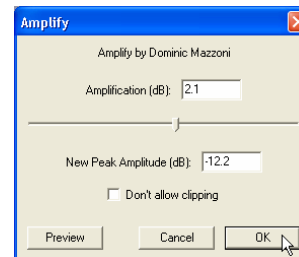 Amplify
Amplify by Dominic Mazzoni
Amplification (dB): 2.1
New Peak Amplitude (dB): -12.2
Don't allow clipping
Preview Cancel OK